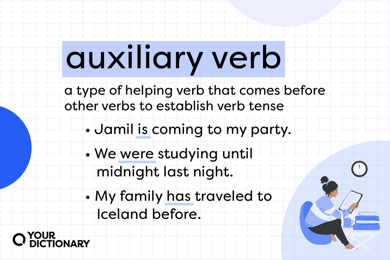 auxiliary verb
a type of helping verb that comes before
other verbs to establish verb tense
• Jamil is coming to my party.
• We were studying until
midnight last night.
• My family has traveled to
Iceland before.
YOUR
DICTIONARY